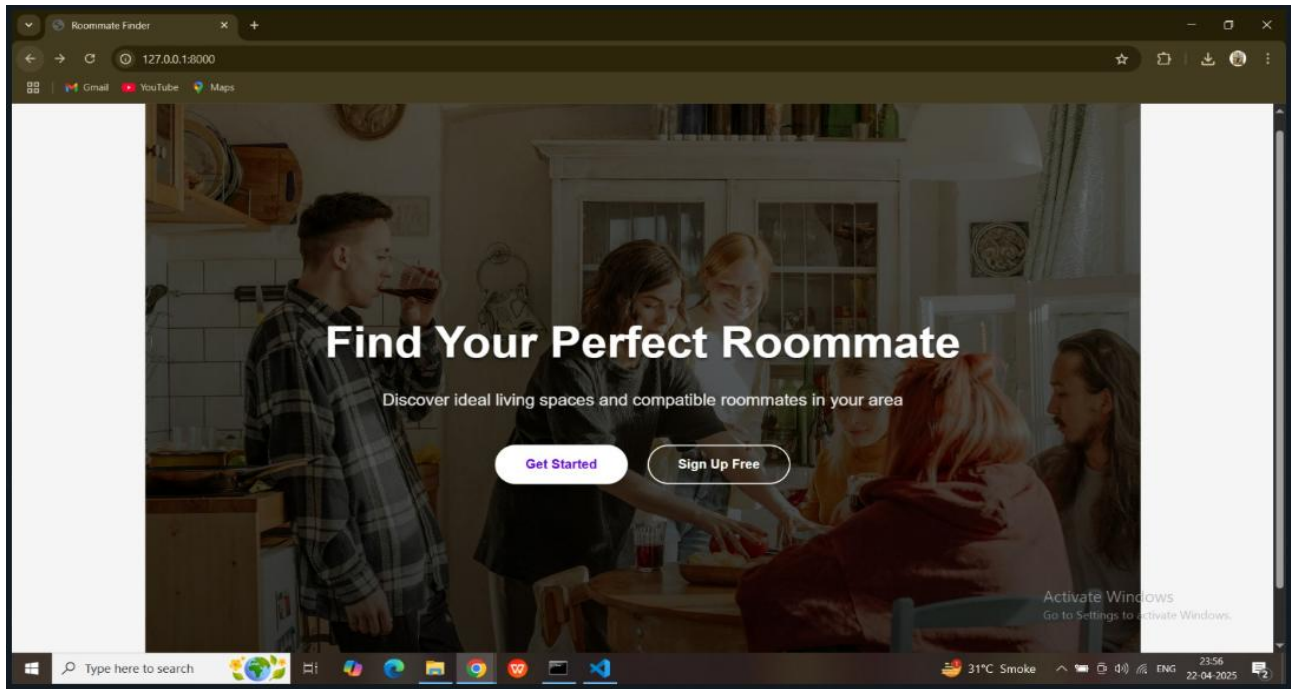 Roommate Finder
127.0.0.1:8000
Gmail YouTube Maps
Find Your Perfect Roommate
Discover ideal living spaces and compatible roommates in your area
Get Started Sign Up Free
Activate Windows
Go to Settings to activate Windows.
Type here to search 31°C Smoke ENG 23:56
22-04-2025 2